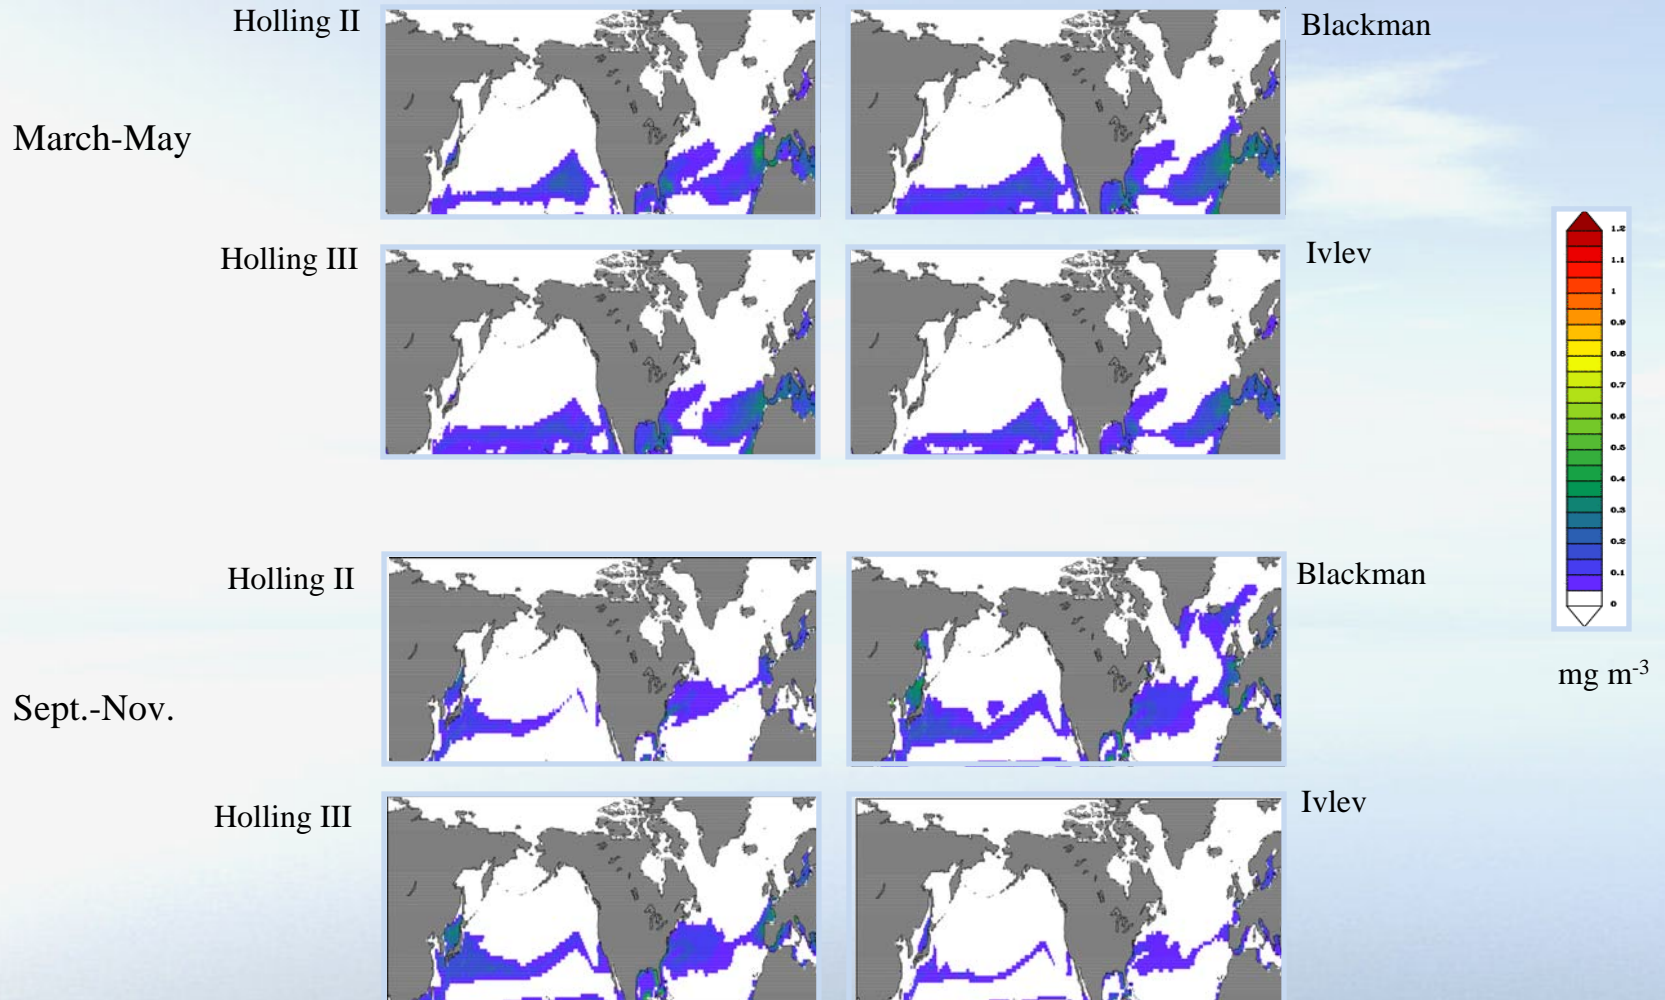 Holling II
Blackman
March-May
Holling III
Ivlev
1.2
1.1
1
0.9
0.8
0.7
0.6
0.5
0.4
0.3
0.2
0.1
0
mg m-3
Holling II
Blackman
Sept.-Nov.
Holling III
Ivlev